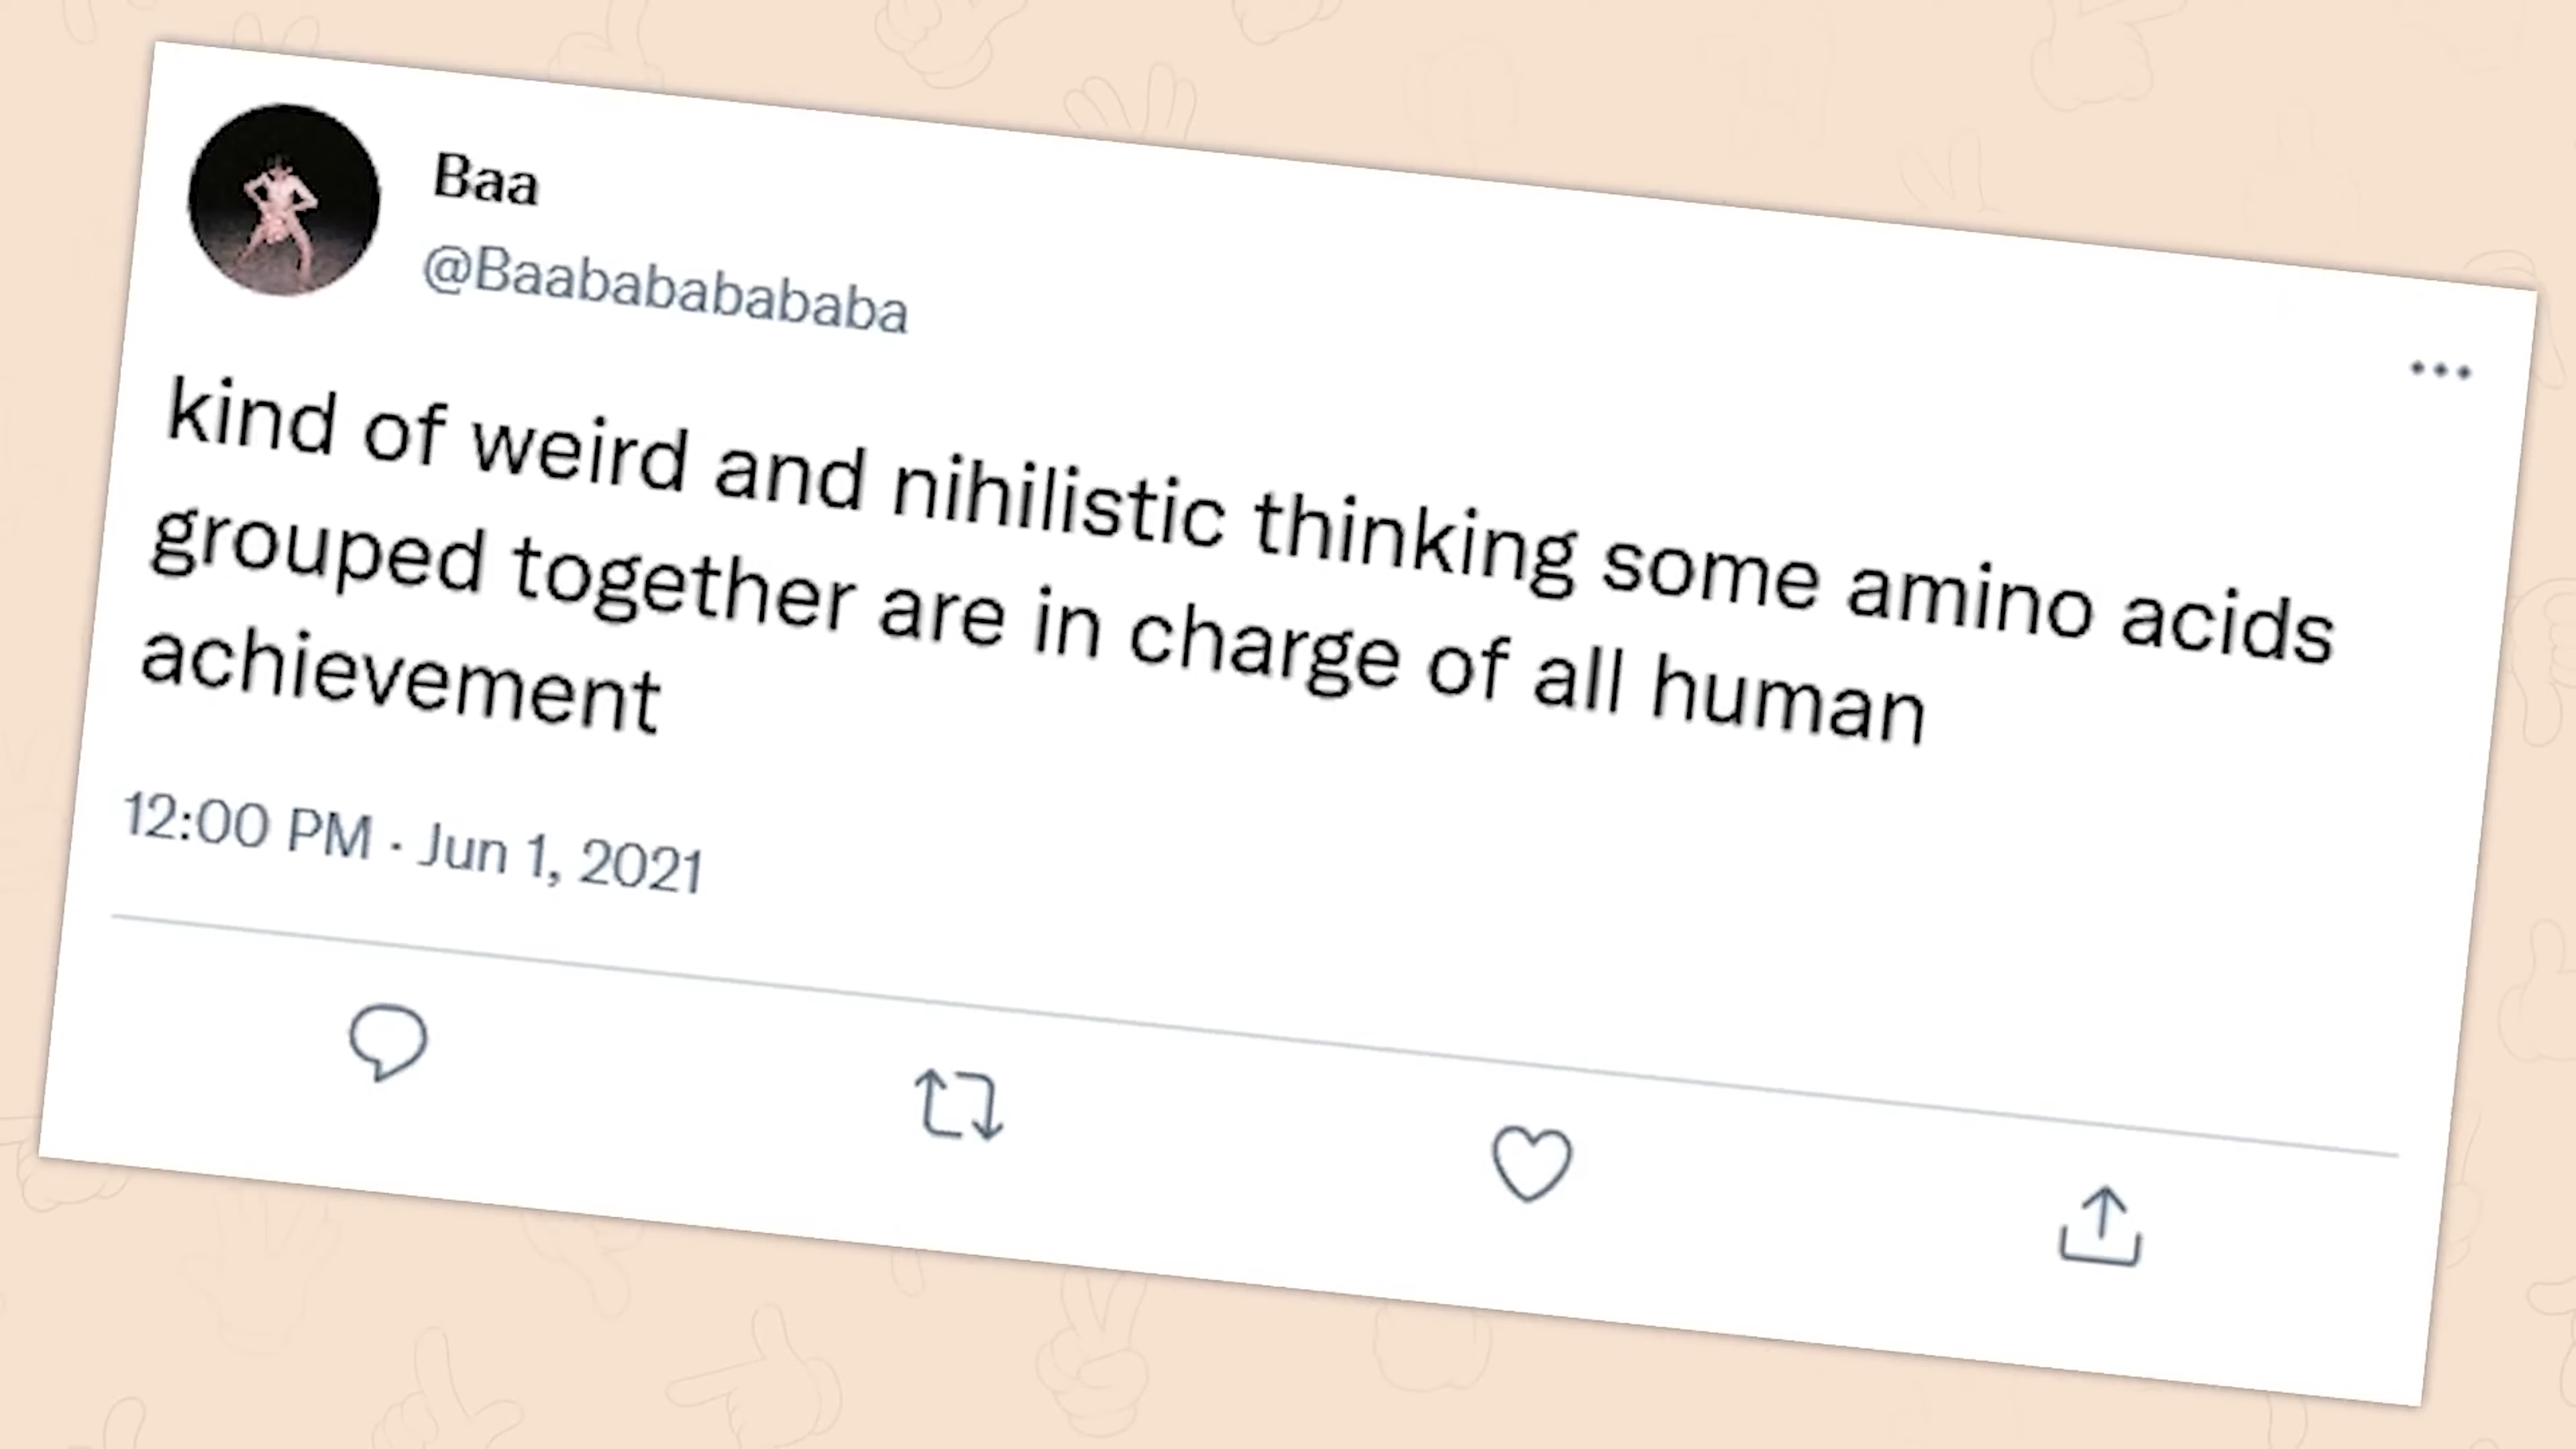 Baa
@Baabababababa
kind of weird and nihilistic thinking some amino acids
grouped together are in charge of all human
achievement
12:00 PM · Jun 1, 2021